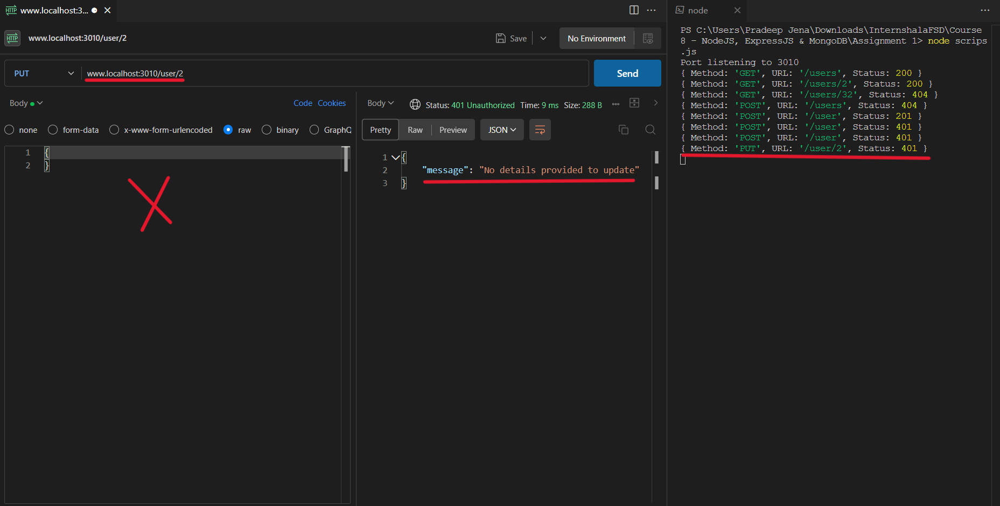 HTTP www.localhost:3... 
HTTP www.localhost:3010/user/2
Save
No Environment
PUT
www.localhost:3010/user/2
Send
Body
Code Cookies
none form-data x-www-form-urlencoded raw binary GraphQ
1 {
2 }
Body
Status: 401 Unauthorized Time: 9 ms Size: 288 B
Pretty Raw Preview JSON
1 {
2 "message": "No details provided to update"
3 }
node
PS C:\Users\Pradeep Jena\Downloads\InternshalaFSD\Course
8 - NodeJS, ExpressJS & MongoDB\Assignment 1> node scrips
.js
Port listening to 3010
{ Method: 'GET', URL: '/users', Status: 200 }
{ Method: 'GET', URL: '/users/2', Status: 200 }
{ Method: 'GET', URL: '/users/32', Status: 404 }
{ Method: 'POST', URL: '/users', Status: 404 }
{ Method: 'POST', URL: '/user', Status: 201 }
{ Method: 'POST', URL: '/user', Status: 401 }
{ Method: 'POST', URL: '/user', Status: 401 }
{ Method: 'PUT', URL: '/user/2', Status: 401 }